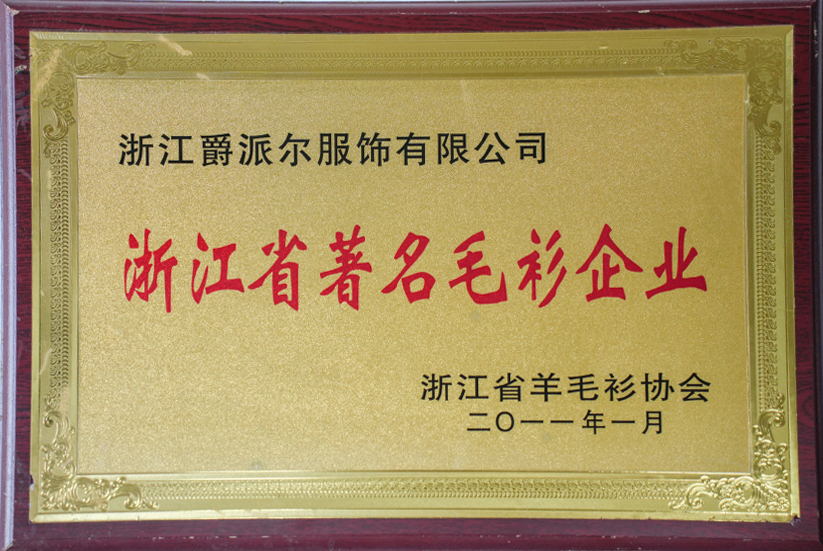 浙江爵派尔服饰有限公司
浙江省著名毛衫企业
浙江省羊毛衫协会
二〇一一年一月